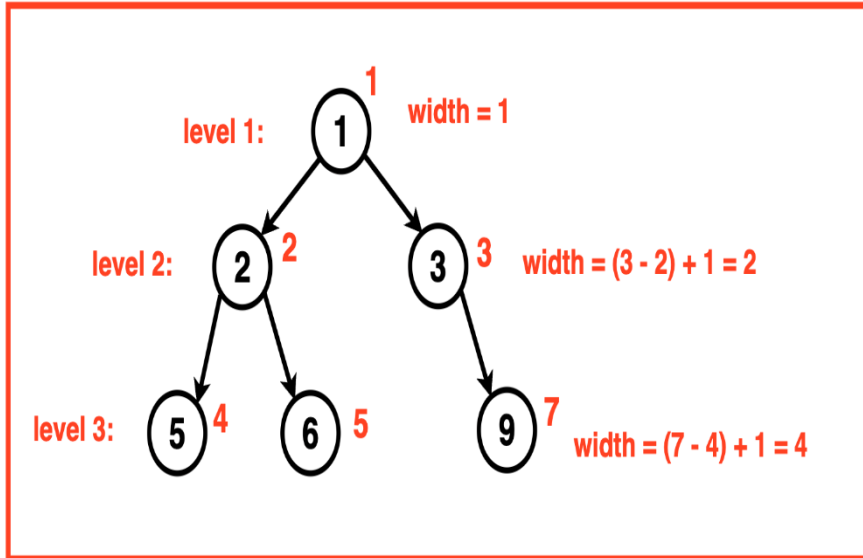 1
level 1: 1 width = 1
level 2: 2 2 3 3 width = (3 - 2) + 1 = 2
level 3: 5 4 6 5 9 7
width = (7 - 4) + 1 = 4